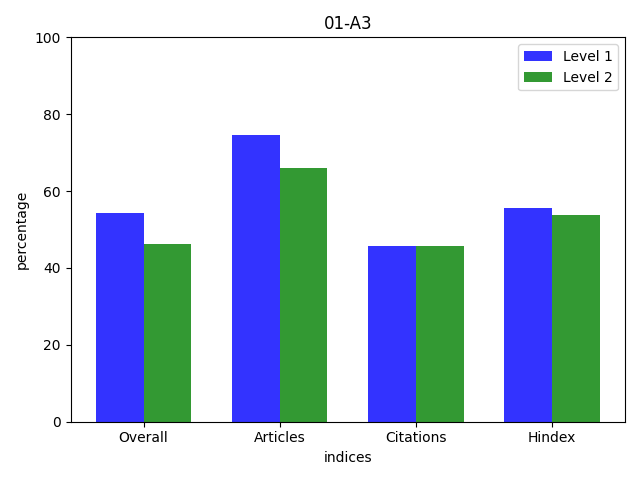 01-A3
100
80
60
40
20
0
percentage
Level 1
Level 2
Overall
Articles
Citations
Hindex
indices